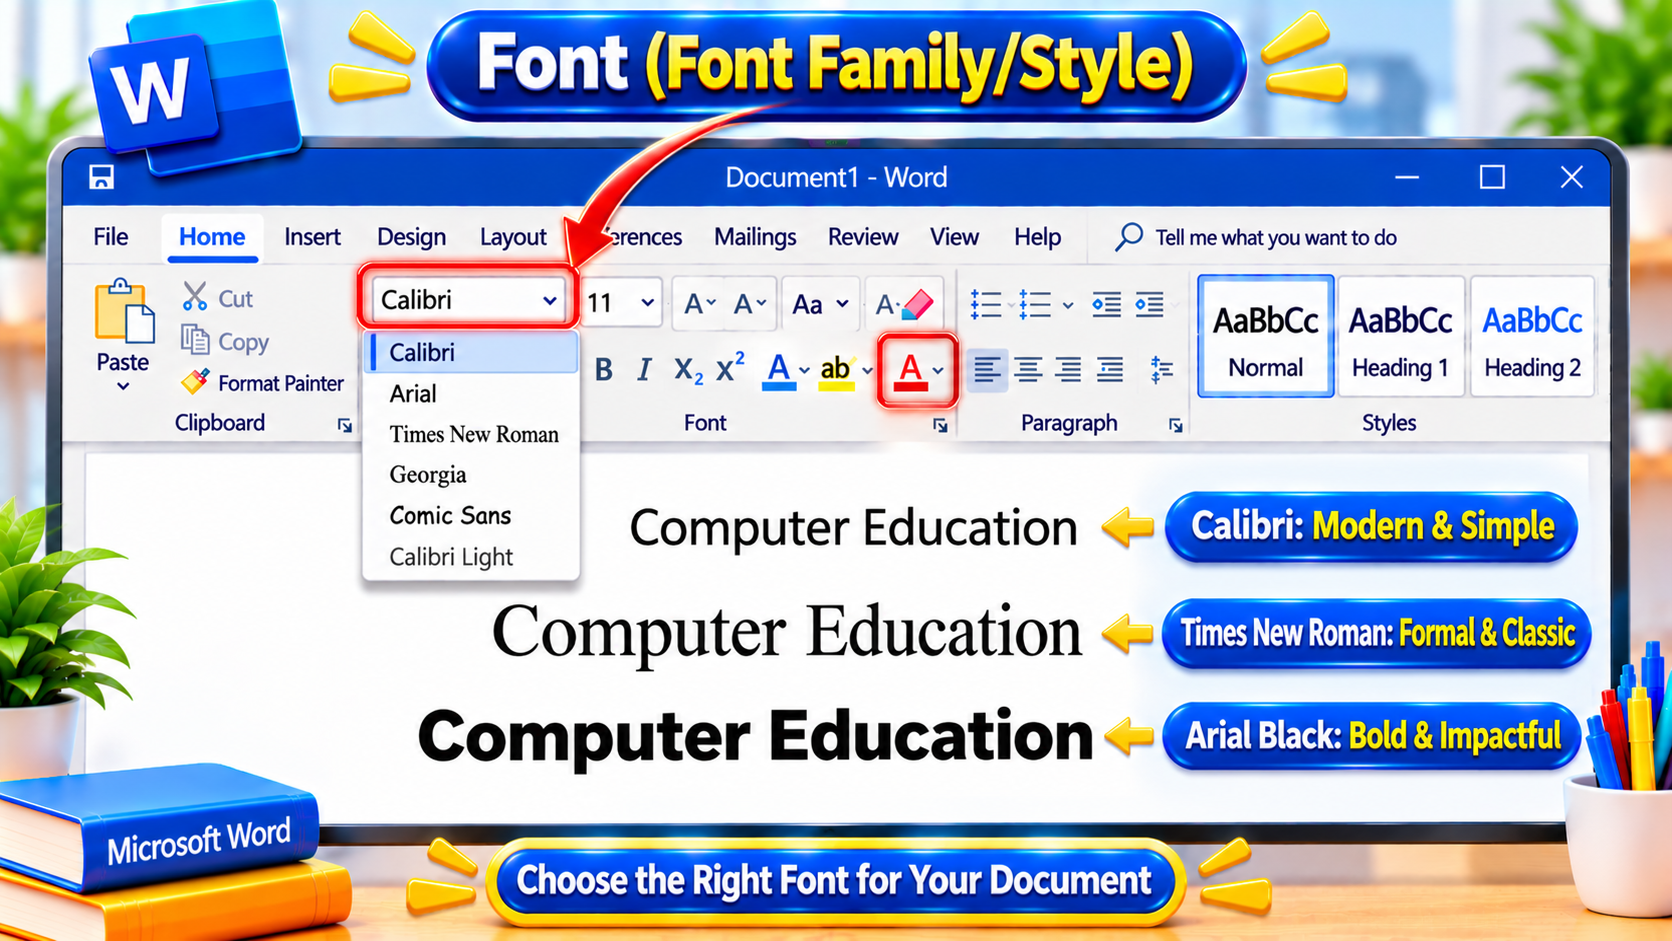 Font (Font Family/Style)
W
Document1 - Word
File Home Insert Design Layout erences Mailings Review View Help Tell me what you want to do
Paste
Cut
Copy
Format Painter
Clipboard
Calibri
11
A A Aa A
B I X2 X2 A ab A
Font
Paragraph
AaBbCc AaBbCc AaBbCc
Normal Heading 1 Heading 2
Styles
Calibri
Arial
Times New Roman
Georgia
Comic Sans
Calibri Light
Computer Education
Calibri: Modern & Simple
Computer Education
Times New Roman: Formal & Classic
Computer Education
Arial Black: Bold & Impactful
Microsoft Word
Choose the Right Font for Your Document